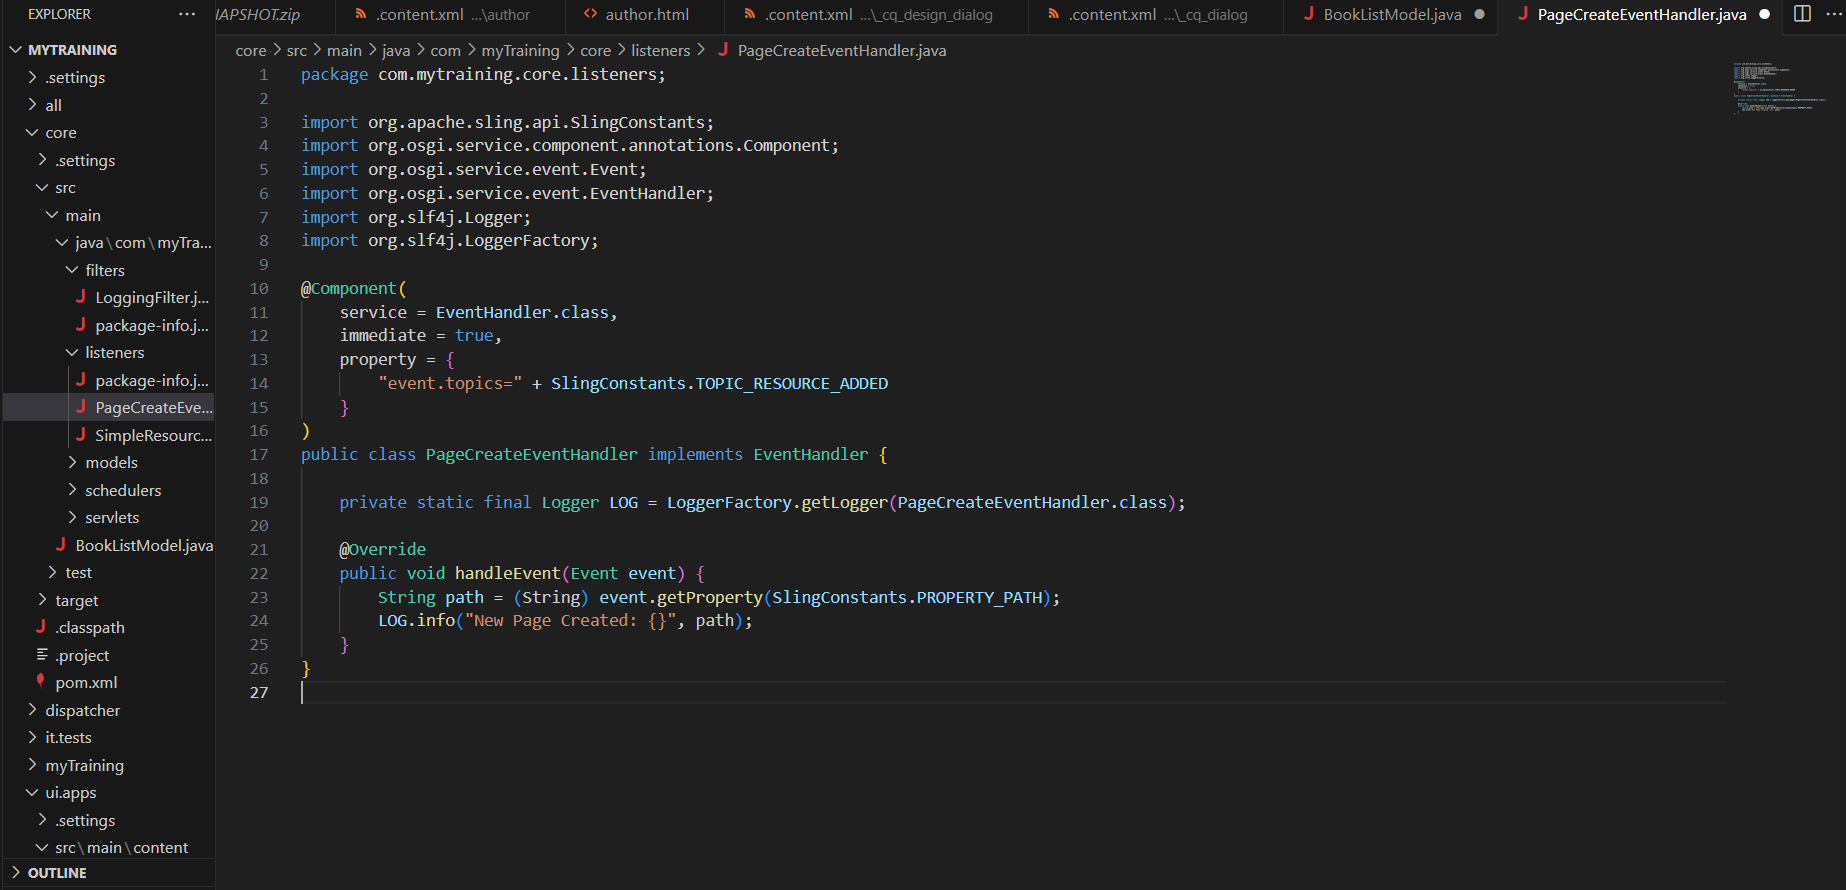 EXPLORER ···
MYTRAINING
.settings
all
core
.settings
src
main
java\com\myTra...
filters
LoggingFilter.j...
package-info.j...
listeners
package-info.j...
PageCreateEve...
SimpleResourc...
models
schedulers
servlets
BookListModel.java
test
target
.classpath
.project
pom.xml
dispatcher
it.tests
myTraining
ui.apps
.settings
src\main\content
OUTLINE
APSHOT.zip .content.xml ...\author author.html .content.xml ...\_cq_design_dialog .content.xml ...\_cq_dialog BookListModel.java PageCreateEventHandler.java ···
core > src > main > java > com > myTraining > core > listeners > PageCreateEventHandler.java
1 package com.mytraining.core.listeners;
2
3 import org.apache.sling.api.SlingConstants;
4 import org.osgi.service.component.annotations.Component;
5 import org.osgi.service.event.Event;
6 import org.osgi.service.event.EventHandler;
7 import org.slf4j.Logger;
8 import org.slf4j.LoggerFactory;
9
10 @Component(
11 service = EventHandler.class,
12 immediate = true,
13 property = {
14 "event.topics=" + SlingConstants.TOPIC_RESOURCE_ADDED
15 }
16 )
17 public class PageCreateEventHandler implements EventHandler {
18
19 private static final Logger LOG = LoggerFactory.getLogger(PageCreateEventHandler.class);
20
21 @Override
22 public void handleEvent(Event event) {
23 String path = (String) event.getProperty(SlingConstants.PROPERTY_PATH);
24 LOG.info("New Page Created: {}", path);
25 }
26 }
27